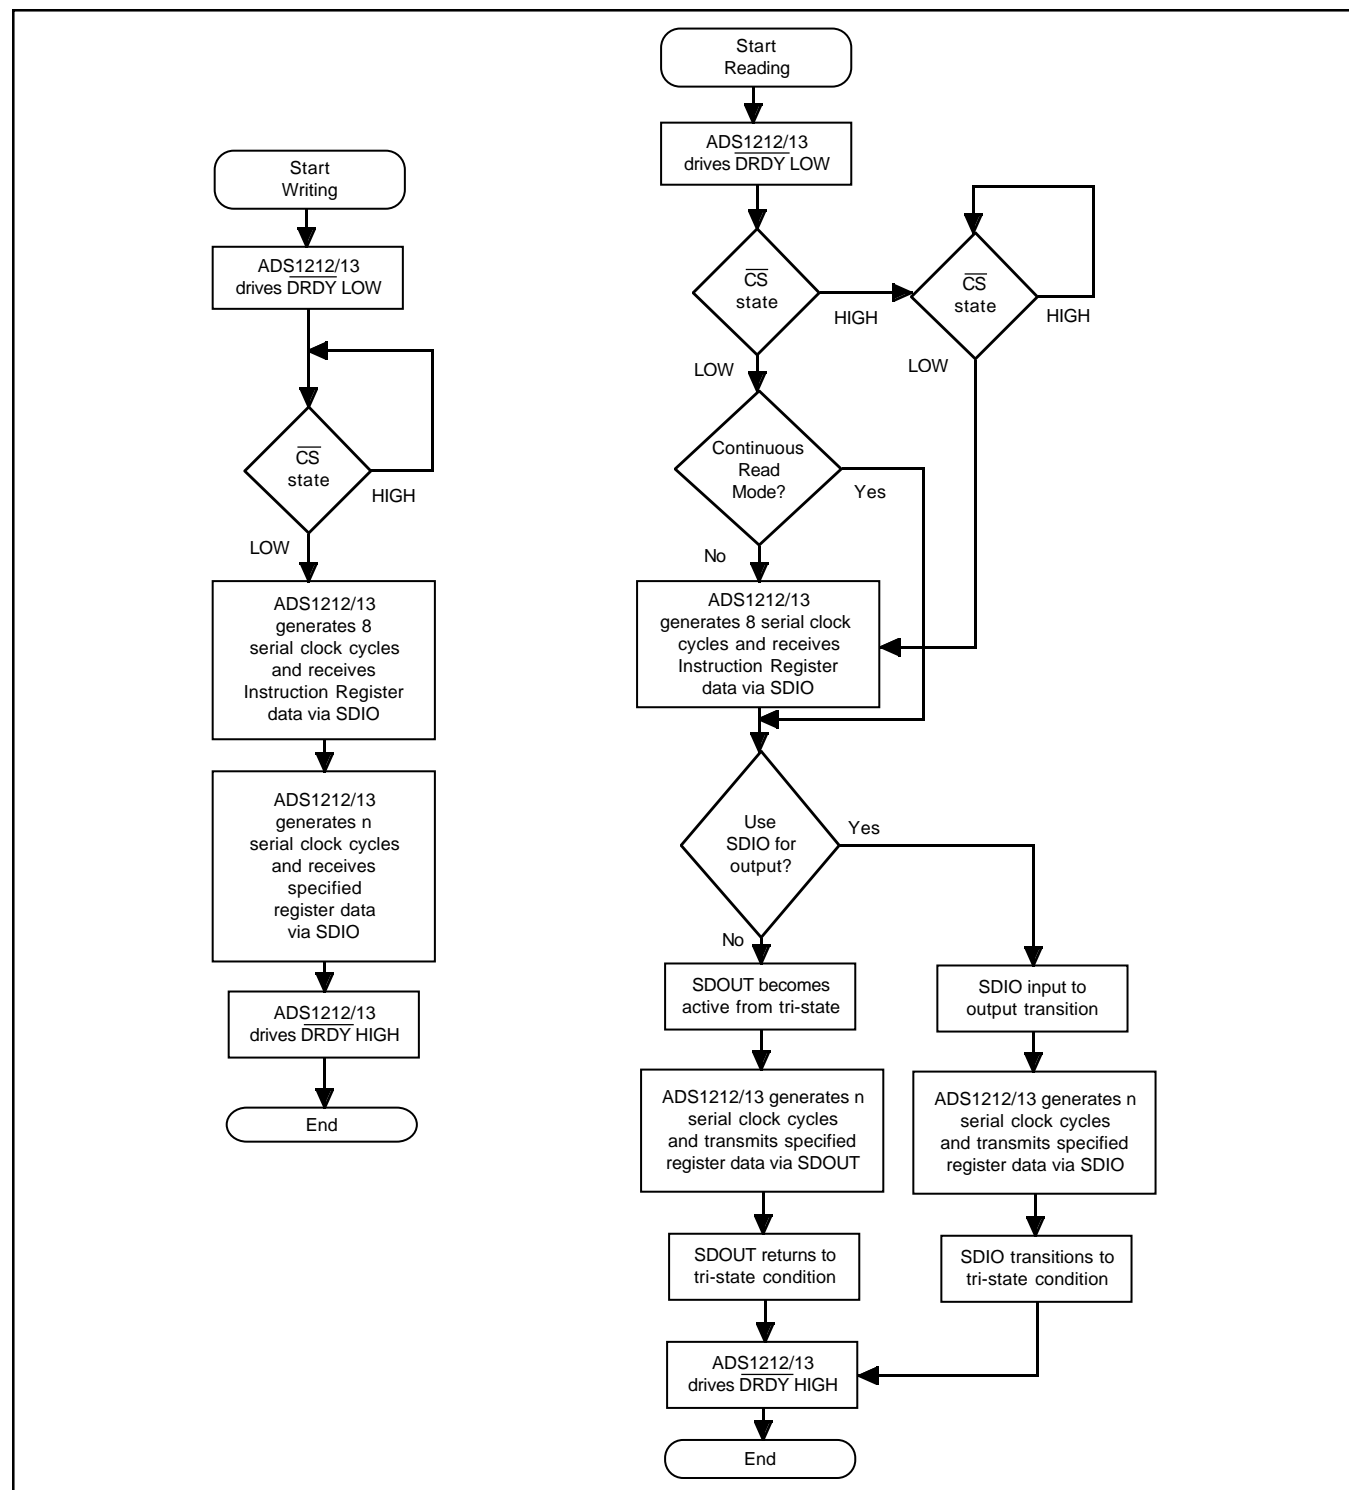 Start
Writing
ADS1212/13
drives DRDY LOW
CS
state
HIGH
LOW
ADS1212/13
generates 8
serial clock cycles
and receives
Instruction Register
data via SDIO
ADS1212/13
generates n
serial clock cycles
and receives
specified
register data
via SDIO
ADS1212/13
drives DRDY HIGH
End
Start
Reading
ADS1212/13
drives DRDY LOW
CS
state
HIGH
CS
state
HIGH
LOW
LOW
Continuous
Read
Mode?
Yes
No
ADS1212/13
generates 8 serial clock
cycles and receives
Instruction Register
data via SDIO
Use
SDIO for
output?
Yes
No
SDOUT becomes
active from tri-state
SDIO input to
output transition
ADS1212/13 generates n
serial clock cycles
and transmits specified
register data via SDOUT
ADS1212/13 generates n
serial clock cycles
and transmits specified
register data via SDIO
SDOUT returns to
tri-state condition
SDIO transitions to
tri-state condition
ADS1212/13
drives DRDY HIGH
End